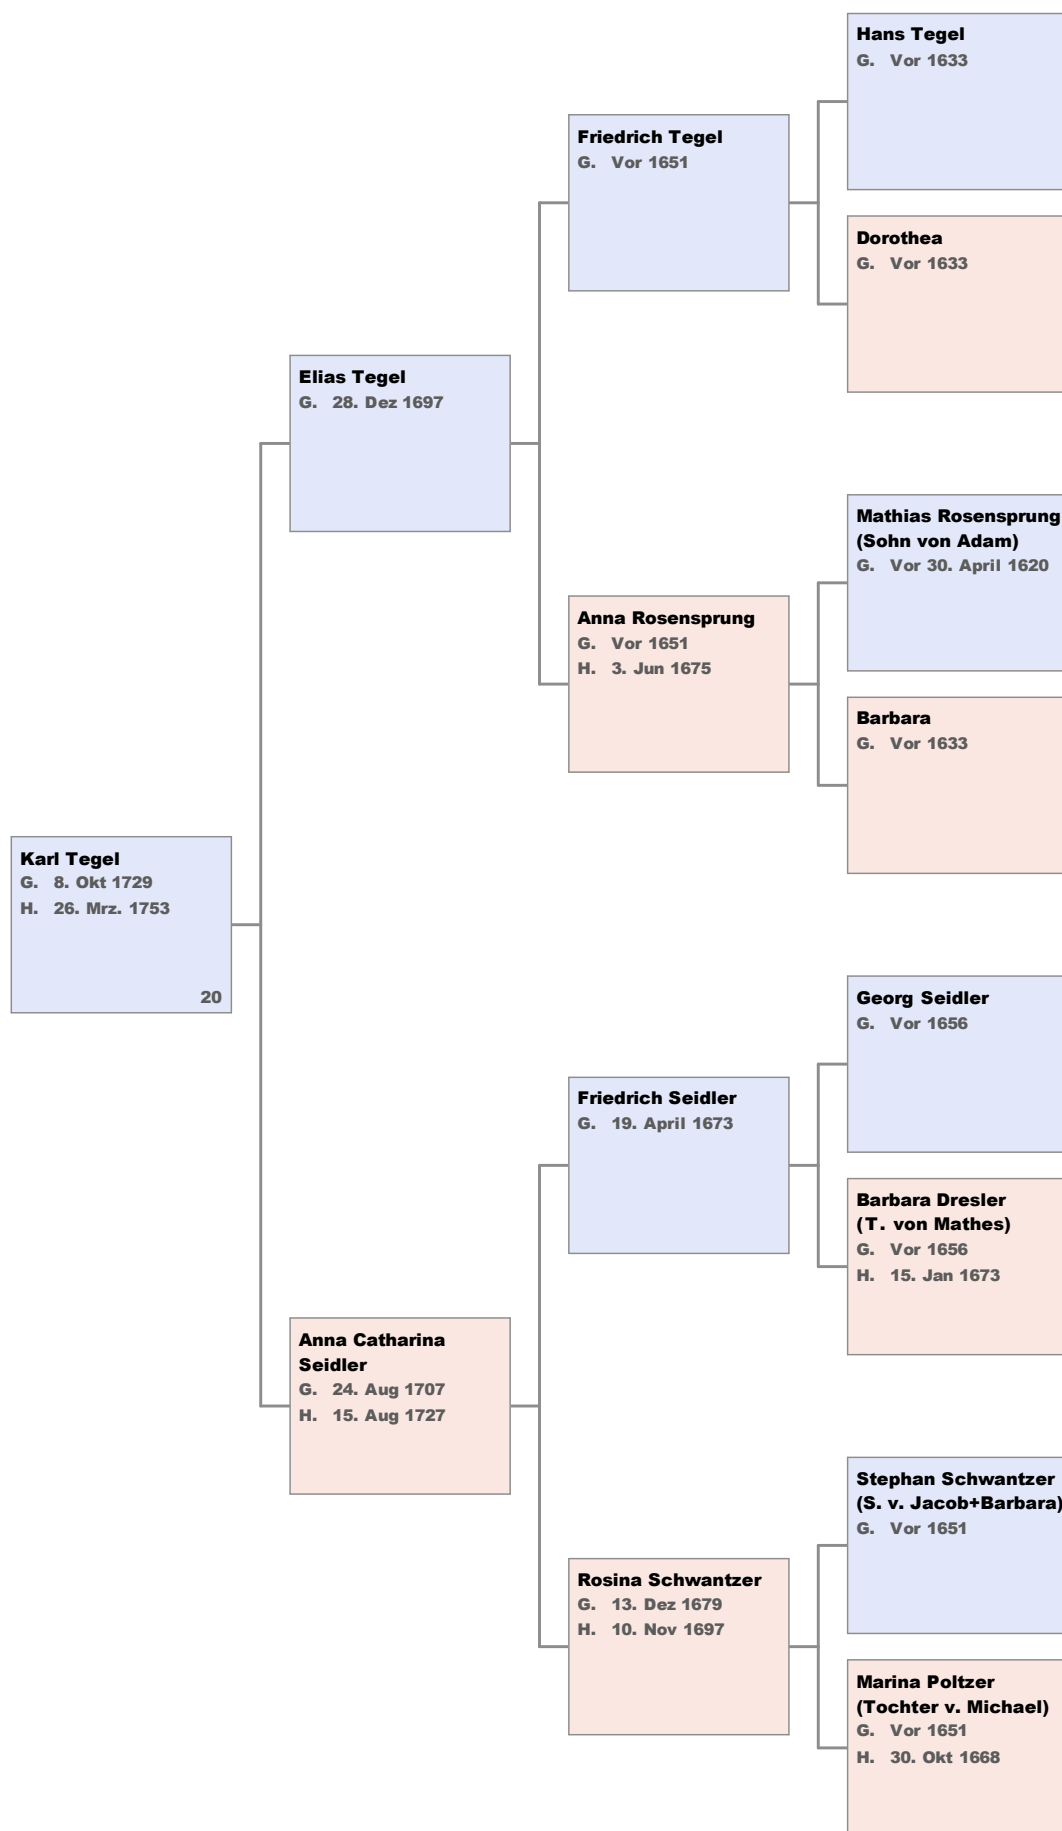 Hans Tegel
G. Vor 1633
Friedrich Tegel
G. Vor 1651
Dorothea
G. Vor 1633
Elias Tegel
G. 28. Dez 1697
Mathias Rosensprung
(Sohn von Adam)
G. Vor 30. April 1620
Anna Rosensprung
G. Vor 1651
H. 3. Jun 1675
Barbara
G. Vor 1633
Karl Tegel
G. 8. Okt 1729
H. 26. Mrz. 1753
20
Georg Seidler
G. Vor 1656
Friedrich Seidler
G. 19. April 1673
Barbara Dresler
(T. von Mathes)
G. Vor 1656
H. 15. Jan 1673
Anna Catharina
Seidler
G. 24. Aug 1707
H. 15. Aug 1727
Stephan Schwantzer
(S. v. Jacob+Barbara)
G. Vor 1651
Rosina Schwantzer
G. 13. Dez 1679
H. 10. Nov 1697
Marina Poltzer
(Tochter v. Michael)
G. Vor 1651
H. 30. Okt 1668